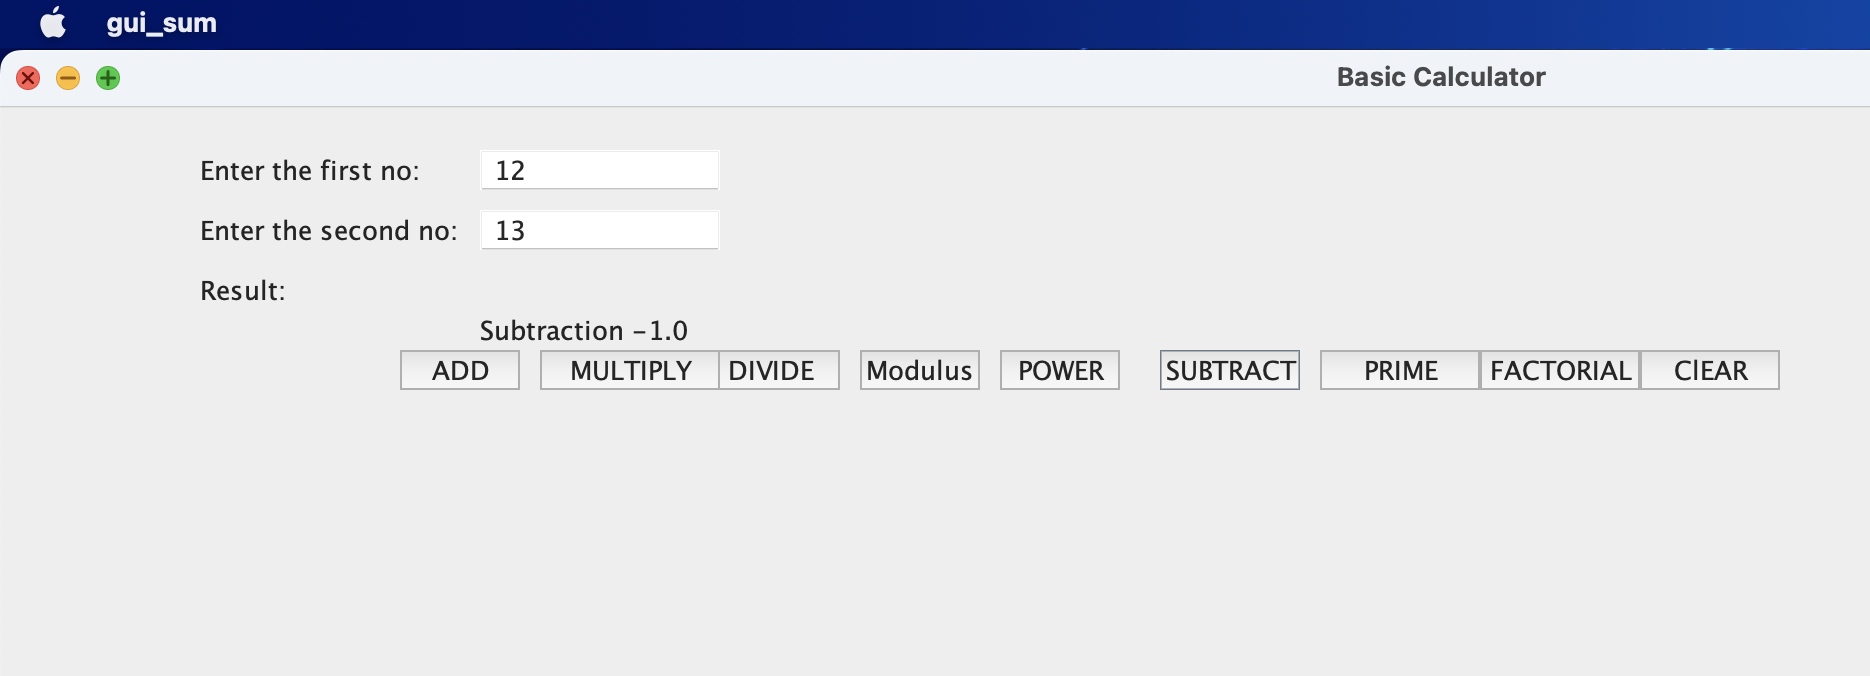 gui_sum
Basic Calculator
Enter the first no: 12
Enter the second no: 13
Result:
Subtraction -1.0
ADD MULTIPLY DIVIDE Modulus POWER SUBTRACT PRIME FACTORIAL ClEAR